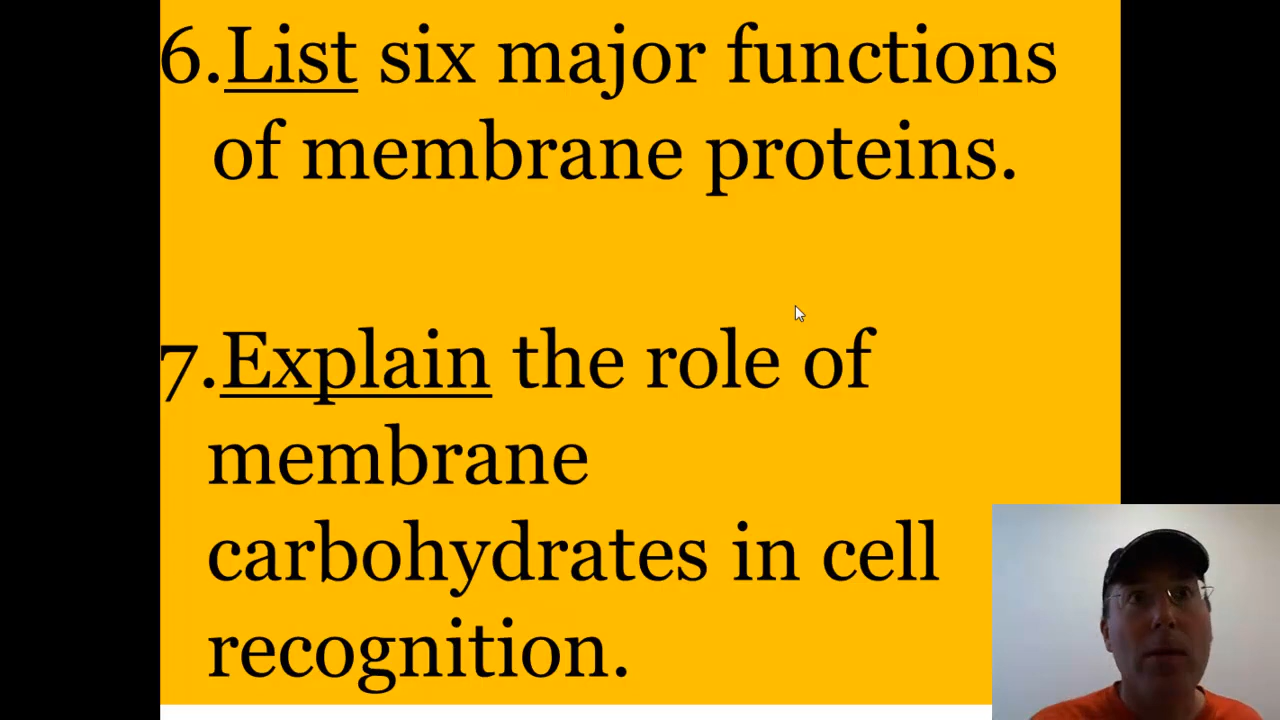 6.List six major functions
of membrane proteins.
7.Explain the role of
membrane
carbohydrates in cell
recognition.